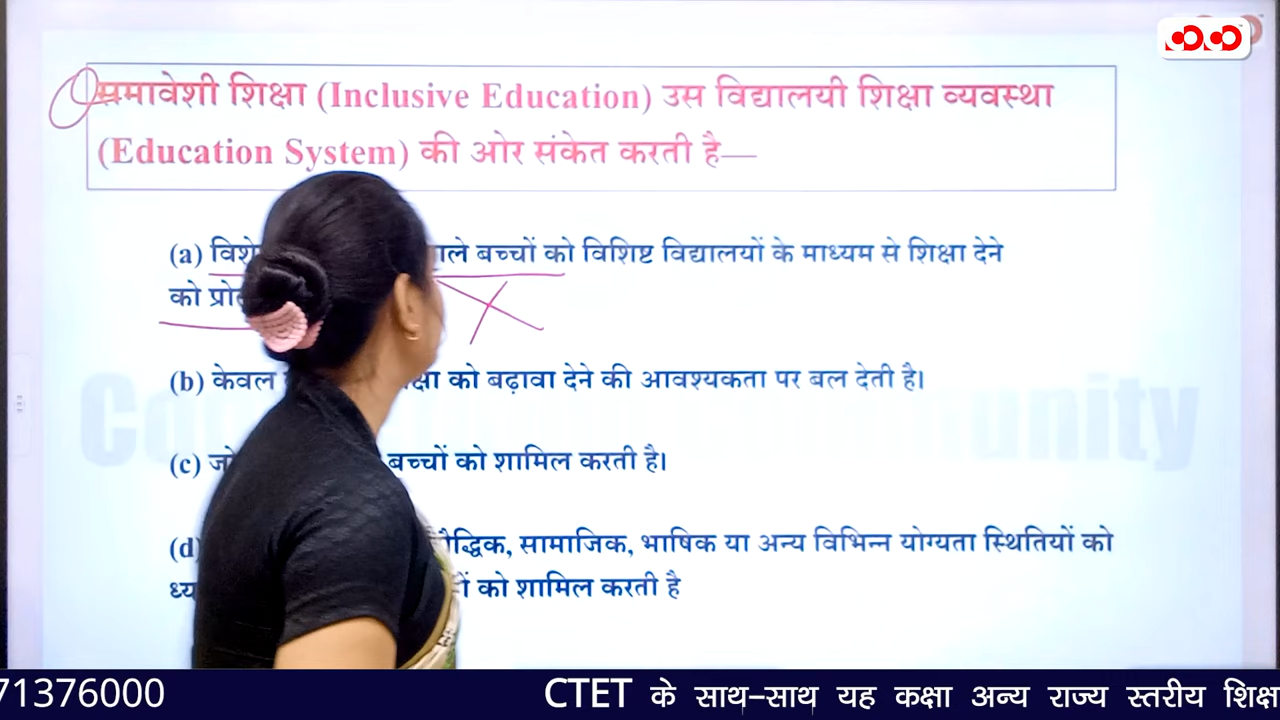 समावेशी शिक्षा (Inclusive Education) उस विद्यालयी शिक्षा व्यवस्था
(Education System) की ओर संकेत करती है—
(a) बच्चों को विशिष्ट विद्यालयों के माध्यम से शिक्षा देने
को
(b) केवल को बढ़ावा देने की आवश्यकता पर बल देती है।
(c) बच्चों को शामिल करती है।
(d) सामाजिक, भाषिक या अन्य विभिन्न योग्यता स्थितियों को
को शामिल करती है
71376000 CTET के साथ-साथ यह कक्षा अन्य राज्य स्तरीय